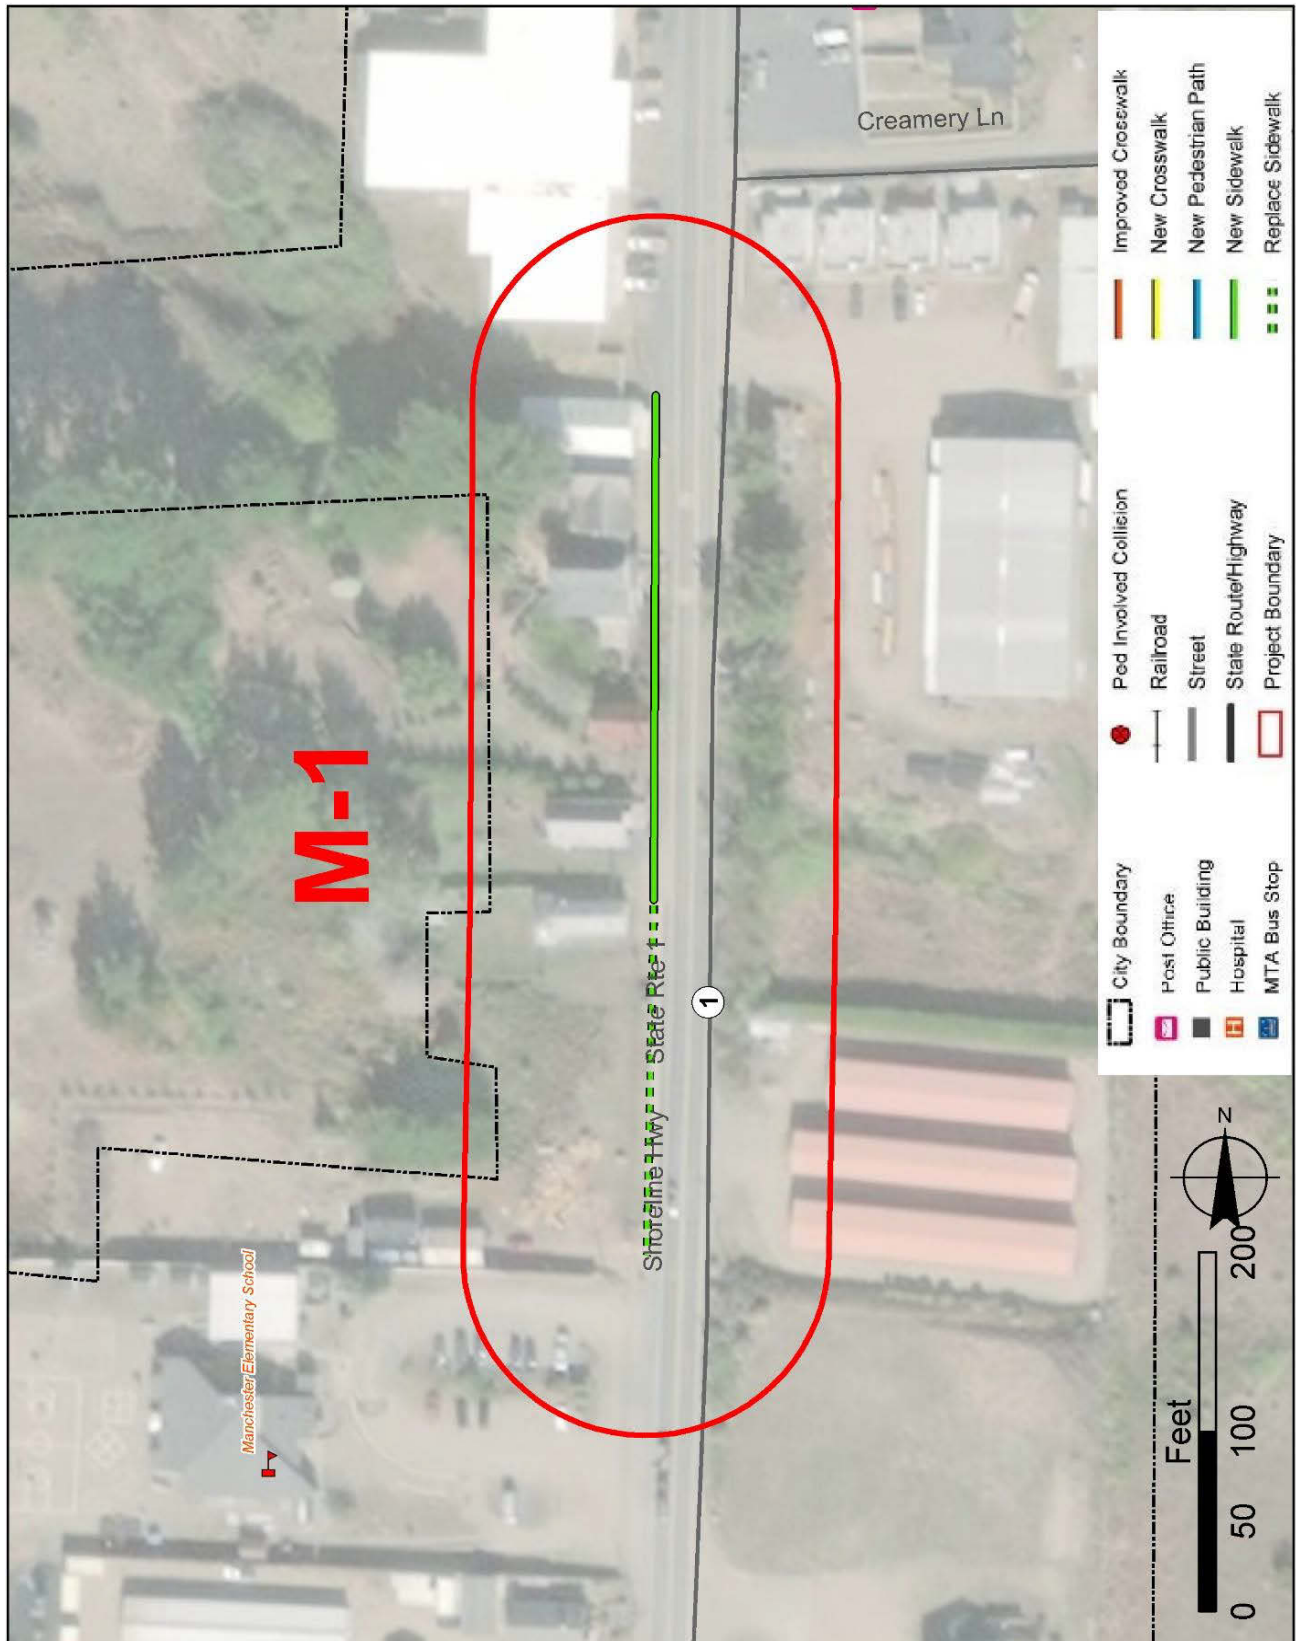 M-1
Manchester Elementary School
Shoreline Hwy State Rte 1
1
Creamery Ln
Feet
0 50 100 200
N
City Boundary
Post Office
Public Building
Hospital
MTA Bus Stop
Ped Involved Collision
Railroad
Street
State Route/Highway
Project Boundary
Improved Crosswalk
New Crosswalk
New Pedestrian Path
New Sidewalk
Replace Sidewalk